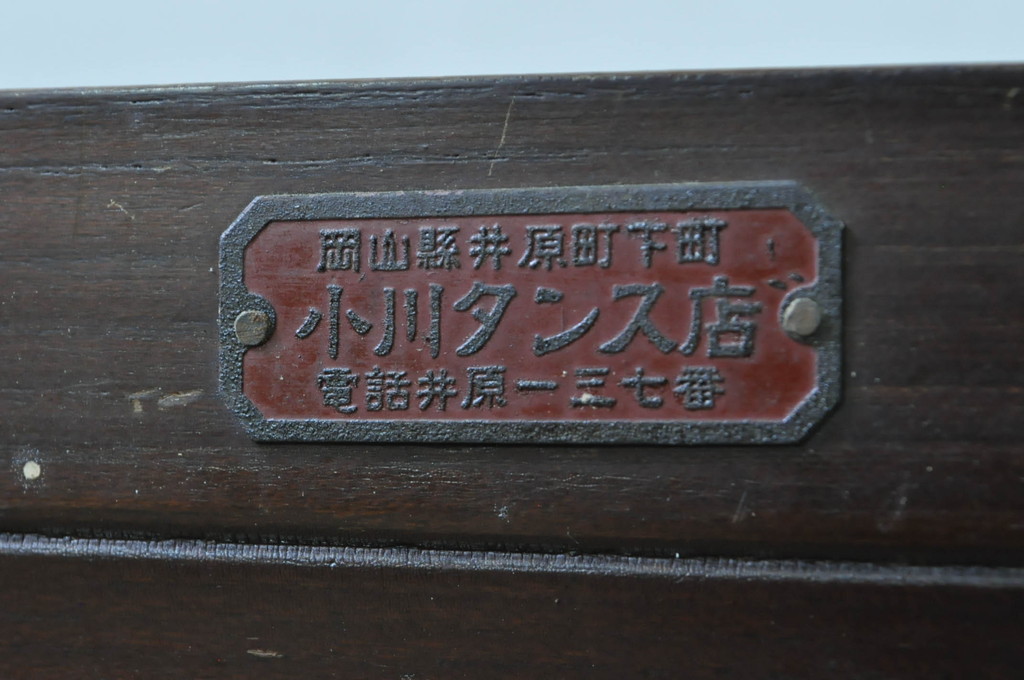 岡山縣井原町下町
小川タンス店
電話井原一三七番